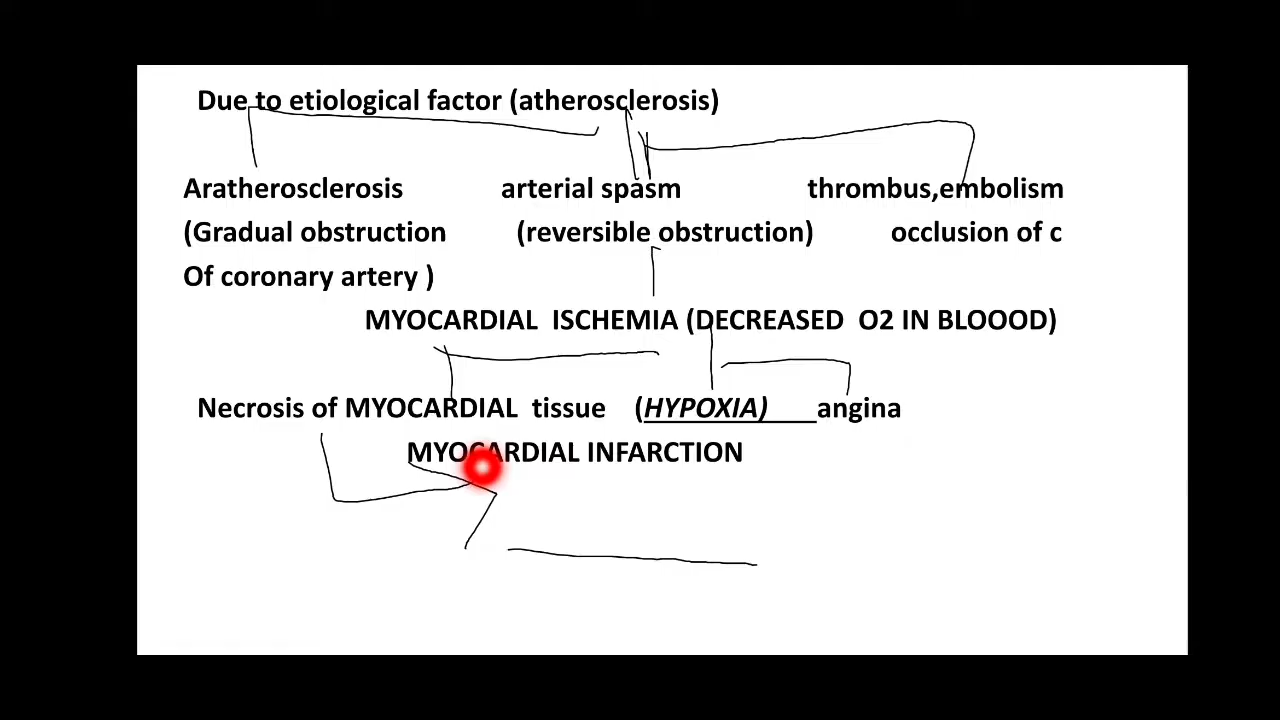 Due to etiological factor (atherosclerosis)
Aratherosclerosis arterial spasm thrombus,embolism
(Gradual obstruction (reversible obstruction) occlusion of c
Of coronary artery )
MYOCARDIAL ISCHEMIA (DECREASED O2 IN BLOOOD)
Necrosis of MYOCARDIAL tissue (HYPOXIA) angina
MYOCARDIAL INFARCTION